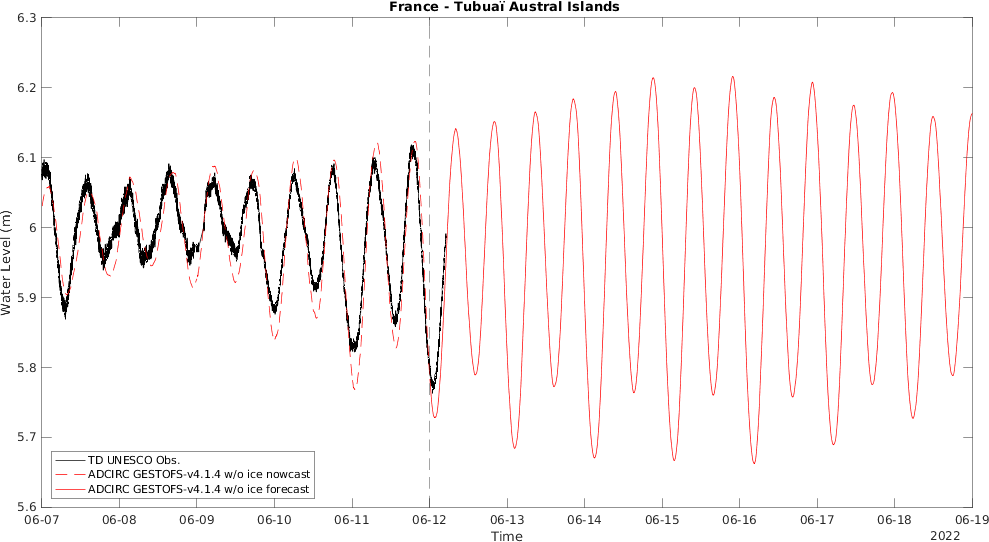 France - Tubuaï Austral Islands
6.3
6.2
6.1
6
5.9
5.8
5.7
5.6
Water Level (m)
TD UNESCO Obs.
ADCIRC GESTOFS-v4.1.4 w/o ice nowcast
ADCIRC GESTOFS-v4.1.4 w/o ice forecast
06-07 06-08 06-09 06-10 06-11 06-12 06-13 06-14 06-15 06-16 06-17 06-18 06-19
Time
2022